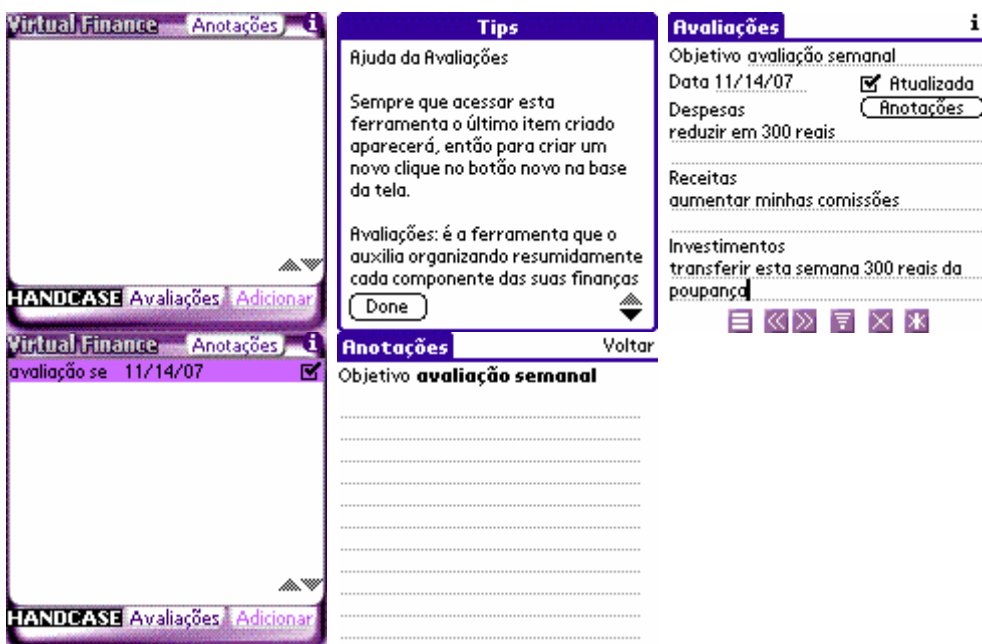 Virtual Finance Anotações i
HANDCASE Avaliações Adicionar
Tips
Ajuda da Avaliações
Sempre que acessar esta
ferramenta o último item criado
aparecerá, então para criar um
novo clique no botão novo na base
da tela.
Avaliações: é a ferramenta que o
auxilia organizando resumidamente
cada componente das suas finanças
Done
Avaliações i
Objetivo avaliação semanal
Data 11/14/07 Atualizada
Despesas Anotações
reduzir em 300 reais
Receitas
aumentar minhas comissões
Investimentos
transferir esta semana 300 reais da
poupança
Virtual Finance Anotações i
avaliação se 11/14/07
HANDCASE Avaliações Adicionar
Anotações Voltar
Objetivo avaliação semanal